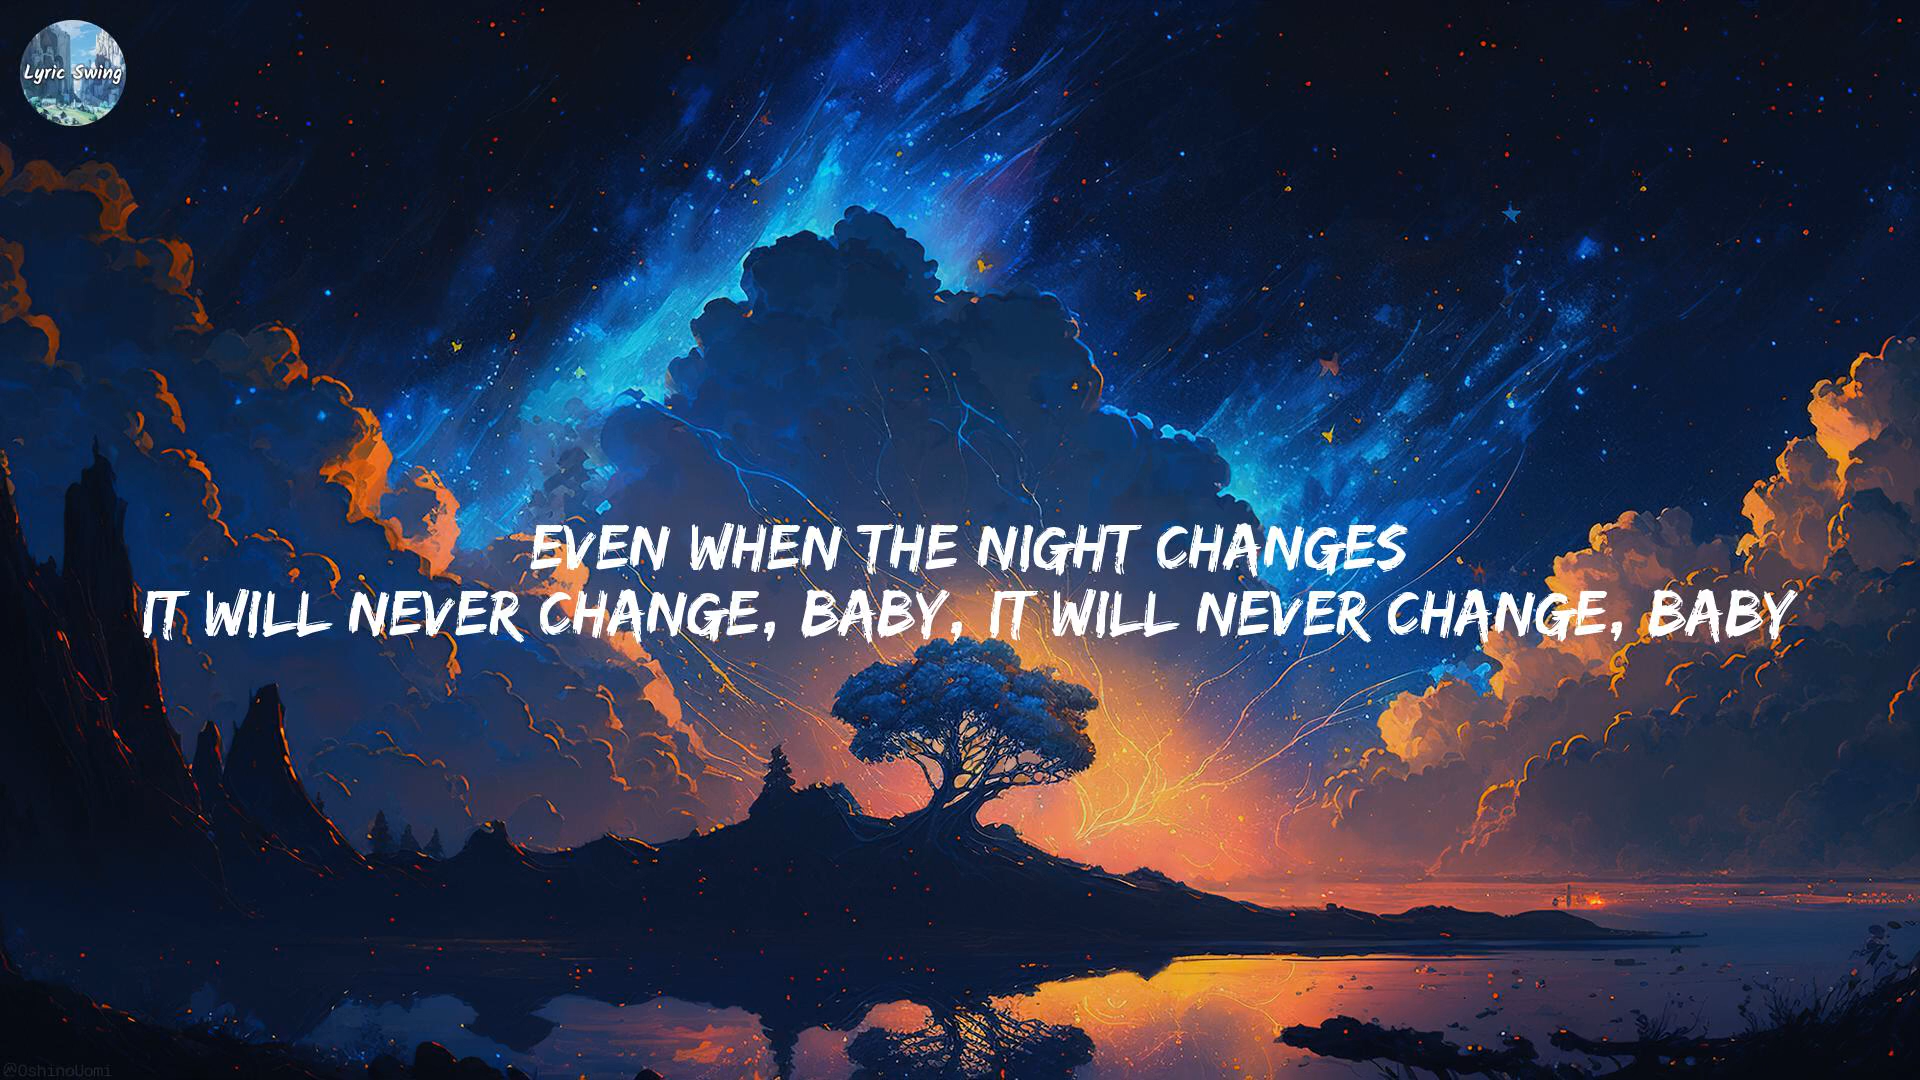 Lyric Swing
EVEN WHEN THE NIGHT CHANGES
IT WILL NEVER CHANGE, BABY, IT WILL NEVER CHANGE, BABY
@OshinoUomi